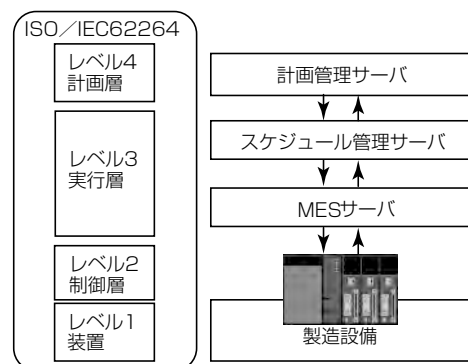 ISO／IEC62264
レベル4
計画層
レベル3
実行層
レベル2
制御層
レベル1
装置
計画管理サーバ
スケジュール管理サーバ
MESサーバ
製造設備